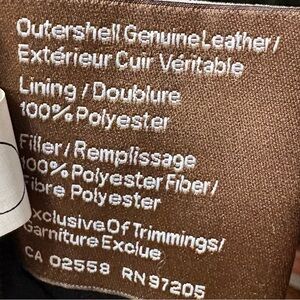 Outershell Genuine Leather/
Extérieur Cuir Véritable
Lining / Doublure
100% Polyester
Filler / Remplissage
100% Polyester Fiber/
Fibre Polyester
Exclusive Of Trimmings/
Garniture Exclue
CA 02558 RN 97205